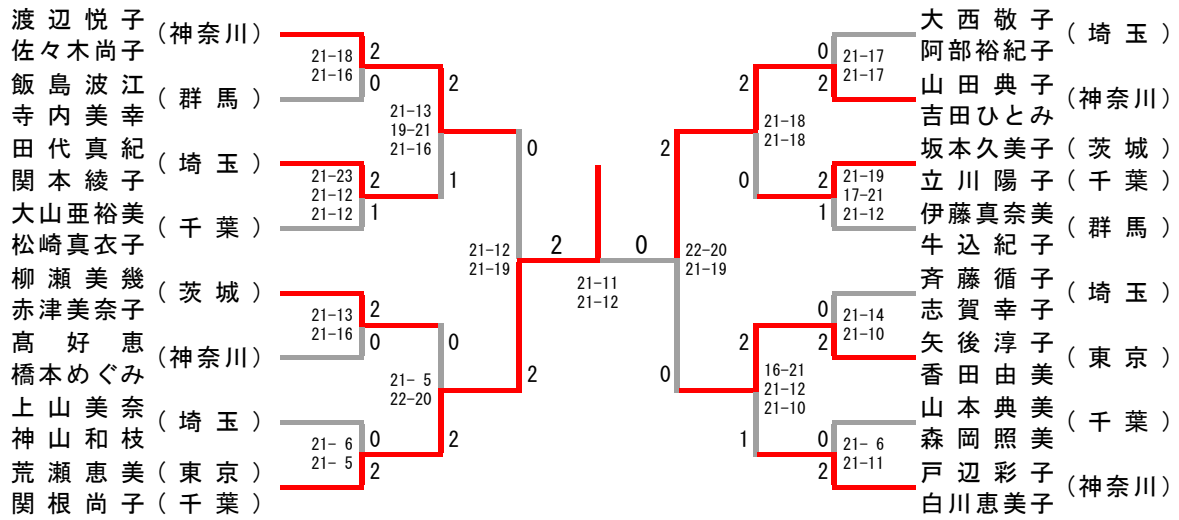 渡辺悦子
佐々木尚子
(神奈川)
飯島波江
寺内美幸
(群馬)
田代真紀
関本綾子
(埼玉)
大山亜裕美
松崎真衣子
(千葉)
柳瀬美幾
赤津美奈子
(茨城)
髙好恵
橋本めぐみ
(神奈川)
上山美奈
神山和枝
(埼玉)
荒瀬恵美(東京)
関根尚子(千葉)
21-18
21-16
2
0
21-23
21-12
21-12
2
1
21-13
21-16
2
0
21- 6
21- 5
0
2
21-13
19-21
21-16
2
1
21- 5
22-20
0
2
21-12
21-19
0
2
2
0
21-11
21-12
22-20
21-19
2
0
21-18
21-18
2
0
16-21
21-12
21-10
2
1
0
2
21-17
21-17
2
1
21-19
17-21
21-12
0
2
21-14
21-10
0
2
21- 6
21-11
大西敬子
阿部裕紀子
(埼玉)
山田典子
吉田ひとみ
(神奈川)
坂本久美子(茨城)
立川陽子(千葉)
伊藤真奈美
牛込紀子
(群馬)
斉藤循子
志賀幸子
(埼玉)
矢後淳子
香田由美
(東京)
山本典美
森岡照美
(千葉)
戸辺彩子
白川恵美子
(神奈川)